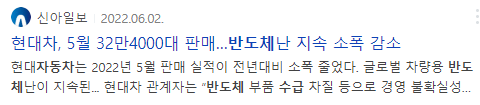 신아일보 2022.06.02.
현대차, 5월 32만4000대 판매...반도체난 지속 소폭 감소
현대자동차는 2022년 5월 판매 실적이 전년대비 소폭 줄었다. 글로벌 차량용 반도
체난이 지속된... 현대차 관계자는 "반도체 부품 수급 차질 등으로 경영 불확실성...